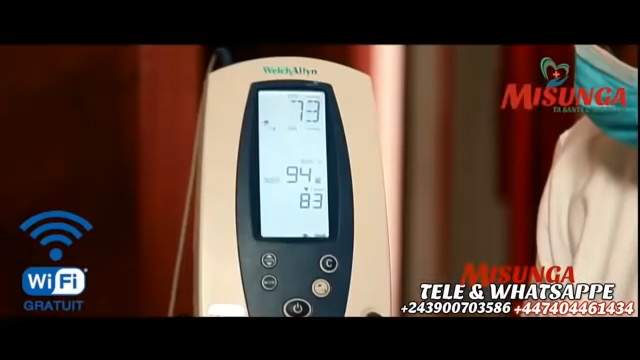 WelchAllyn
73
94
83
C
MISUNGA
Wi Fi
GRATUIT
MISUNGA
TELE & WHATSAPPE
+243900703586 +447404461434